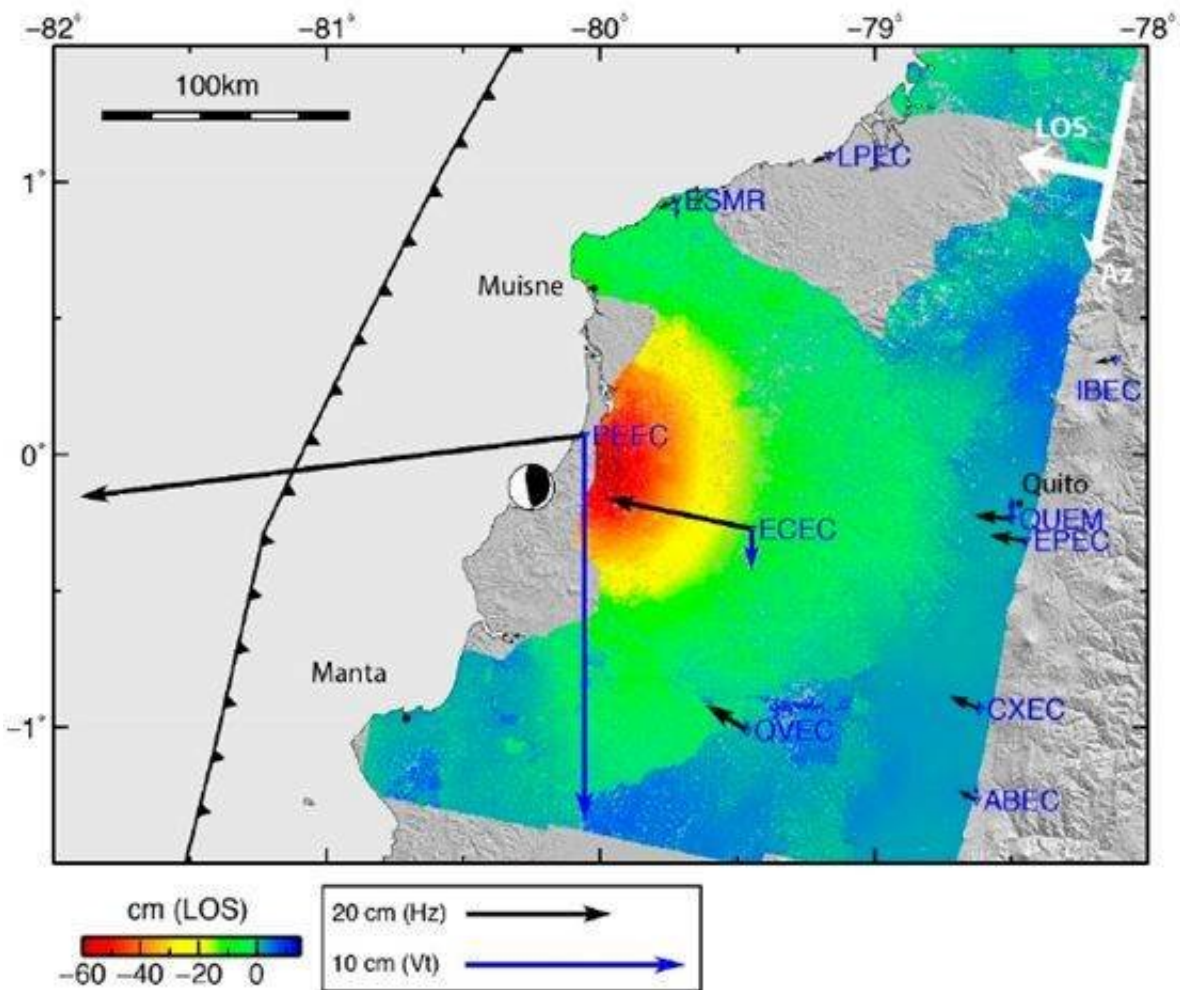 −82° −81° −80° −79° −78°
100km
LOS
LPEC
1°
ESMR
Az
Muisne
IBEC
PEEC
0°
Quito
QUEM
ECEC
EPEC
Manta
CXEC
−1°
QVEC
ABEC
cm (LOS)
−60 −40 −20 0
20 cm (Hz)
10 cm (Vt)